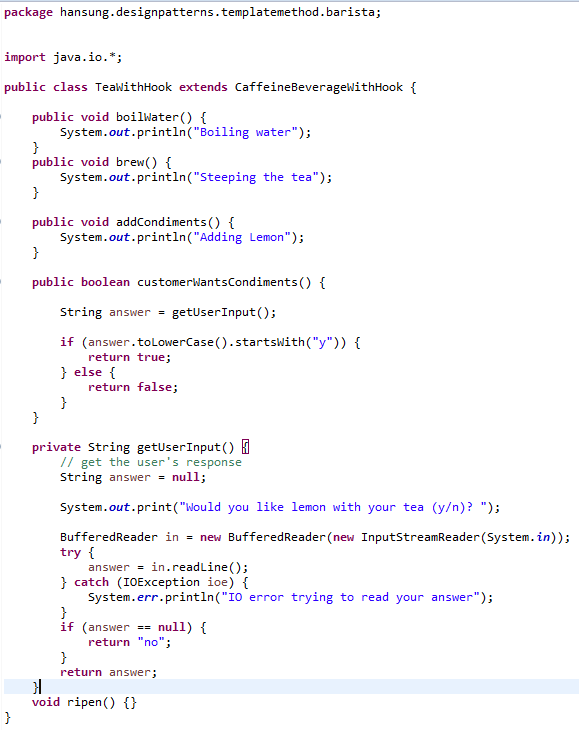 package hansung.designpatterns.templatemethod.barista;
import java.io.*;
public class TeaWithHook extends CaffeineBeverageWithHook {
public void boilWater() {
System.out.println("Boiling water");
}
public void brew() {
System.out.println("Steeping the tea");
}
public void addCondiments() {
System.out.println("Adding Lemon");
}
public boolean customerWantsCondiments() {
String answer = getUserInput();
if (answer.toLowerCase().startsWith("y")) {
return true;
} else {
return false;
}
}
private String getUserInput() {
// get the user's response
String answer = null;
System.out.print("Would you like lemon with your tea (y/n)? ");
BufferedReader in = new BufferedReader(new InputStreamReader(System.in));
try {
answer = in.readLine();
} catch (IOException ioe) {
System.err.println("IO error trying to read your answer");
}
if (answer == null) {
return "no";
}
return answer;
}
void ripen() {}
}